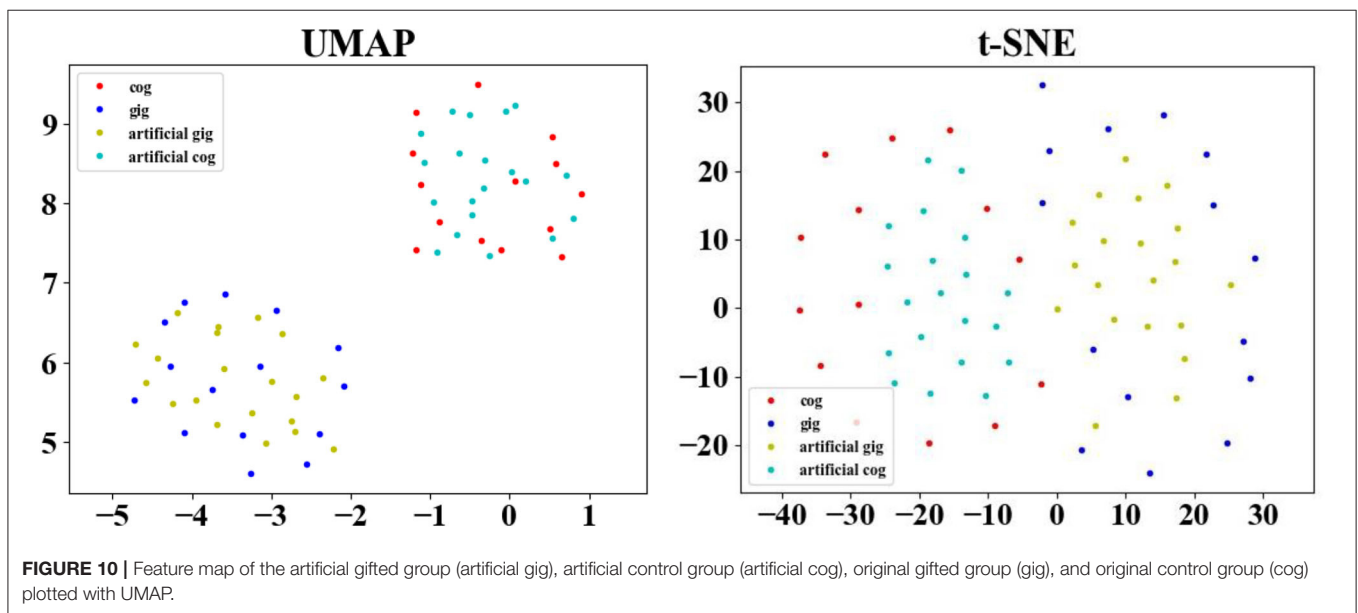 UMAP
cog
gig
artificial gig
artificial cog
9
8
7
6
5
−5 −4 −3 −2 −1 0 1
t-SNE
30
20
10
0
−10
−20
cog
gig
artificial gig
artificial cog
−40 −30 −20 −10 0 10 20 30
FIGURE 10 | Feature map of the artificial gifted group (artificial gig), artificial control group (artificial cog), original gifted group (gig), and original control group (cog)
plotted with UMAP.